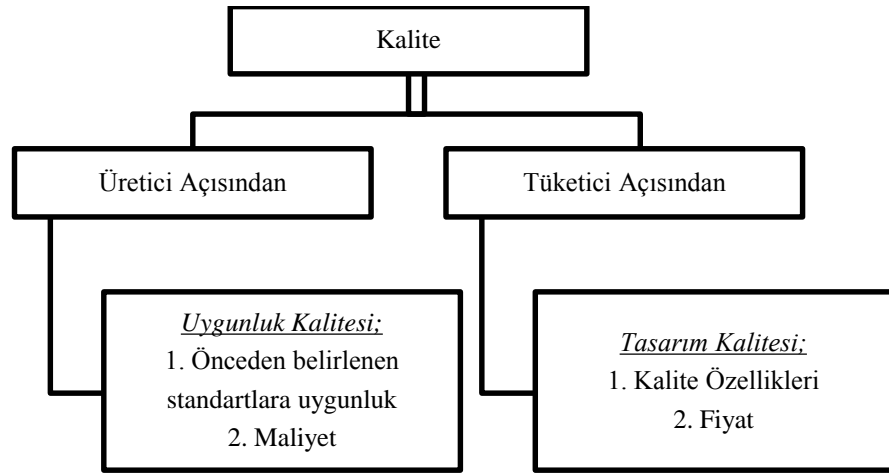 Kalite
Üretici Açısından
Tüketici Açısından
Uygunluk Kalitesi;
1. Önceden belirlenen
standartlara uygunluk
2. Maliyet
Tasarım Kalitesi;
1. Kalite Özellikleri
2. Fiyat